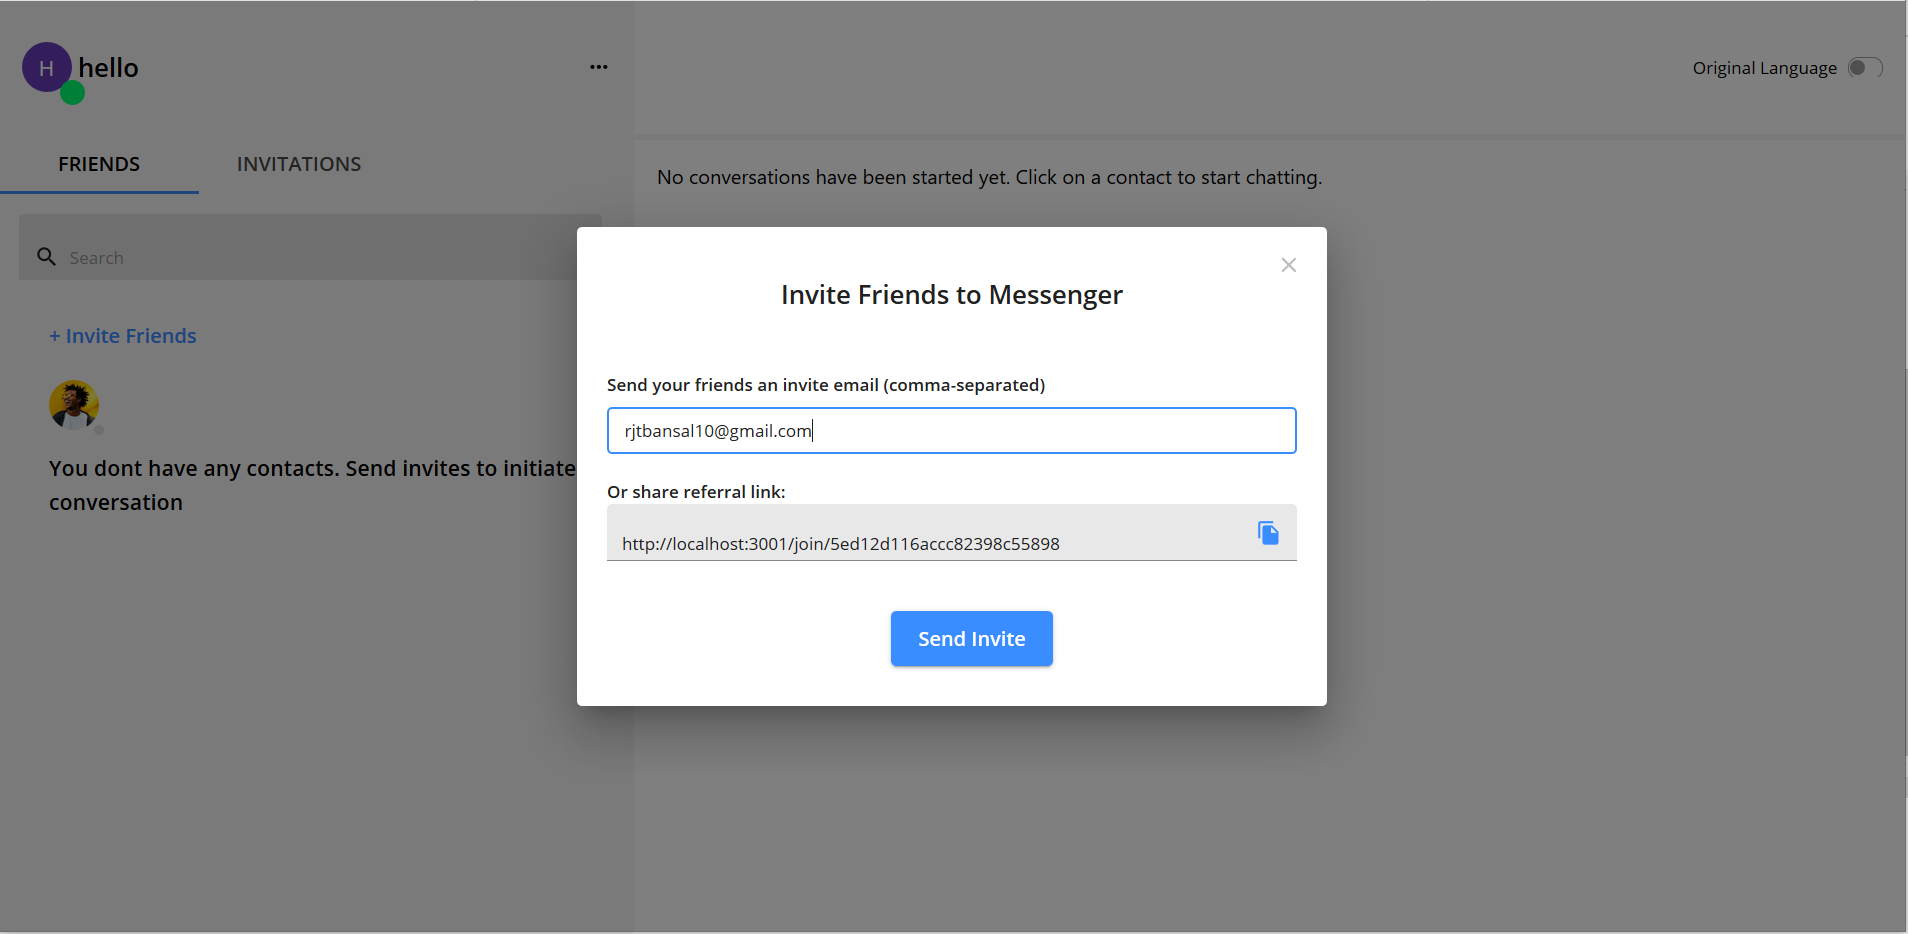 H
hello
Original Language
FRIENDS
INVITATIONS
No conversations have been started yet. Click on a contact to start chatting.
Search
+ Invite Friends
You dont have any contacts. Send invites to initiate
conversation
Invite Friends to Messenger
Send your friends an invite email (comma-separated)
rjtbansal10@gmail.com
Or share referral link:
http://localhost:3001/join/5ed12d116accc82398c55898
Send Invite